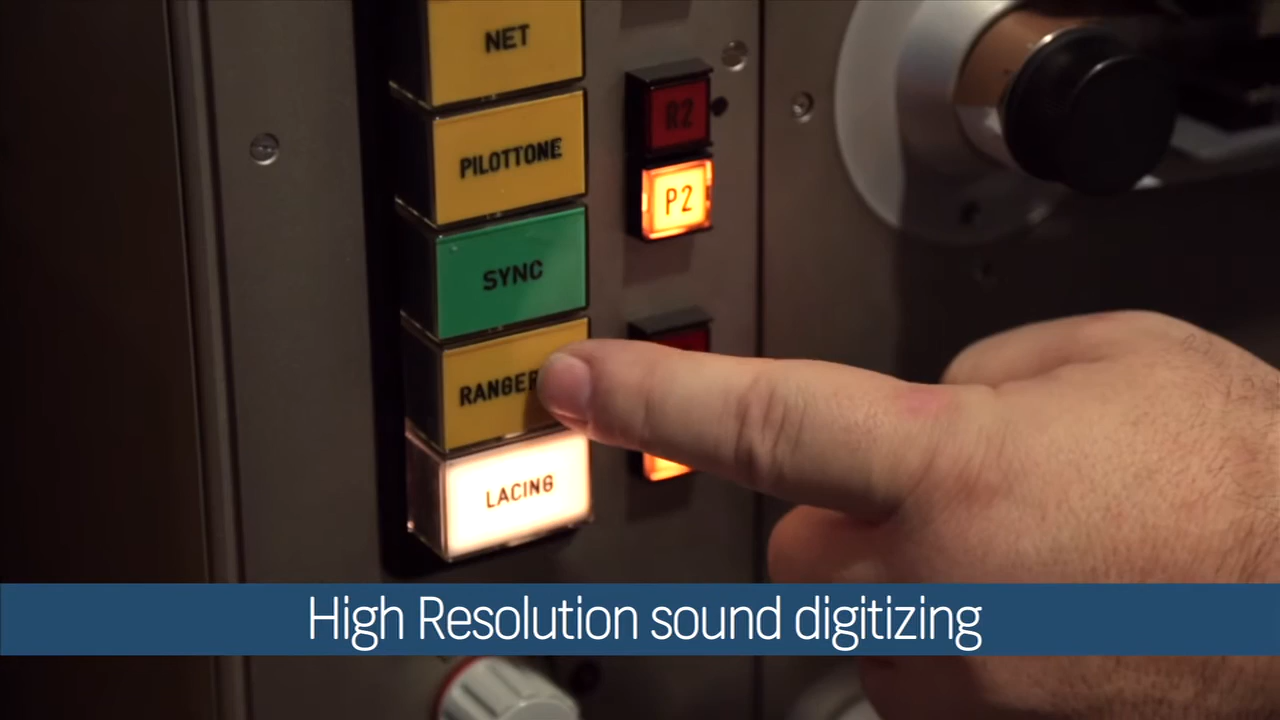 NET
PILOTTONE
SYNC
RANGER
LACING
R2
P2
High Resolution sound digitizing